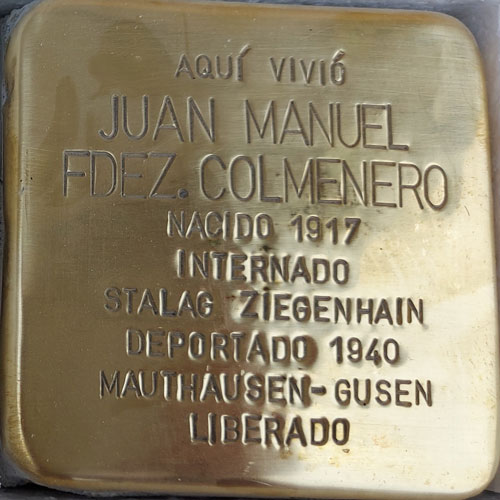 AQUÍ VIVIÓ
JUAN MANUEL
FDEZ. COLMENERO
NACIDO 1917
INTERNADO
STALAG ZIEGENHAIN
DEPORTADO 1940
MAUTHAUSEN-GUSEN
LIBERADO